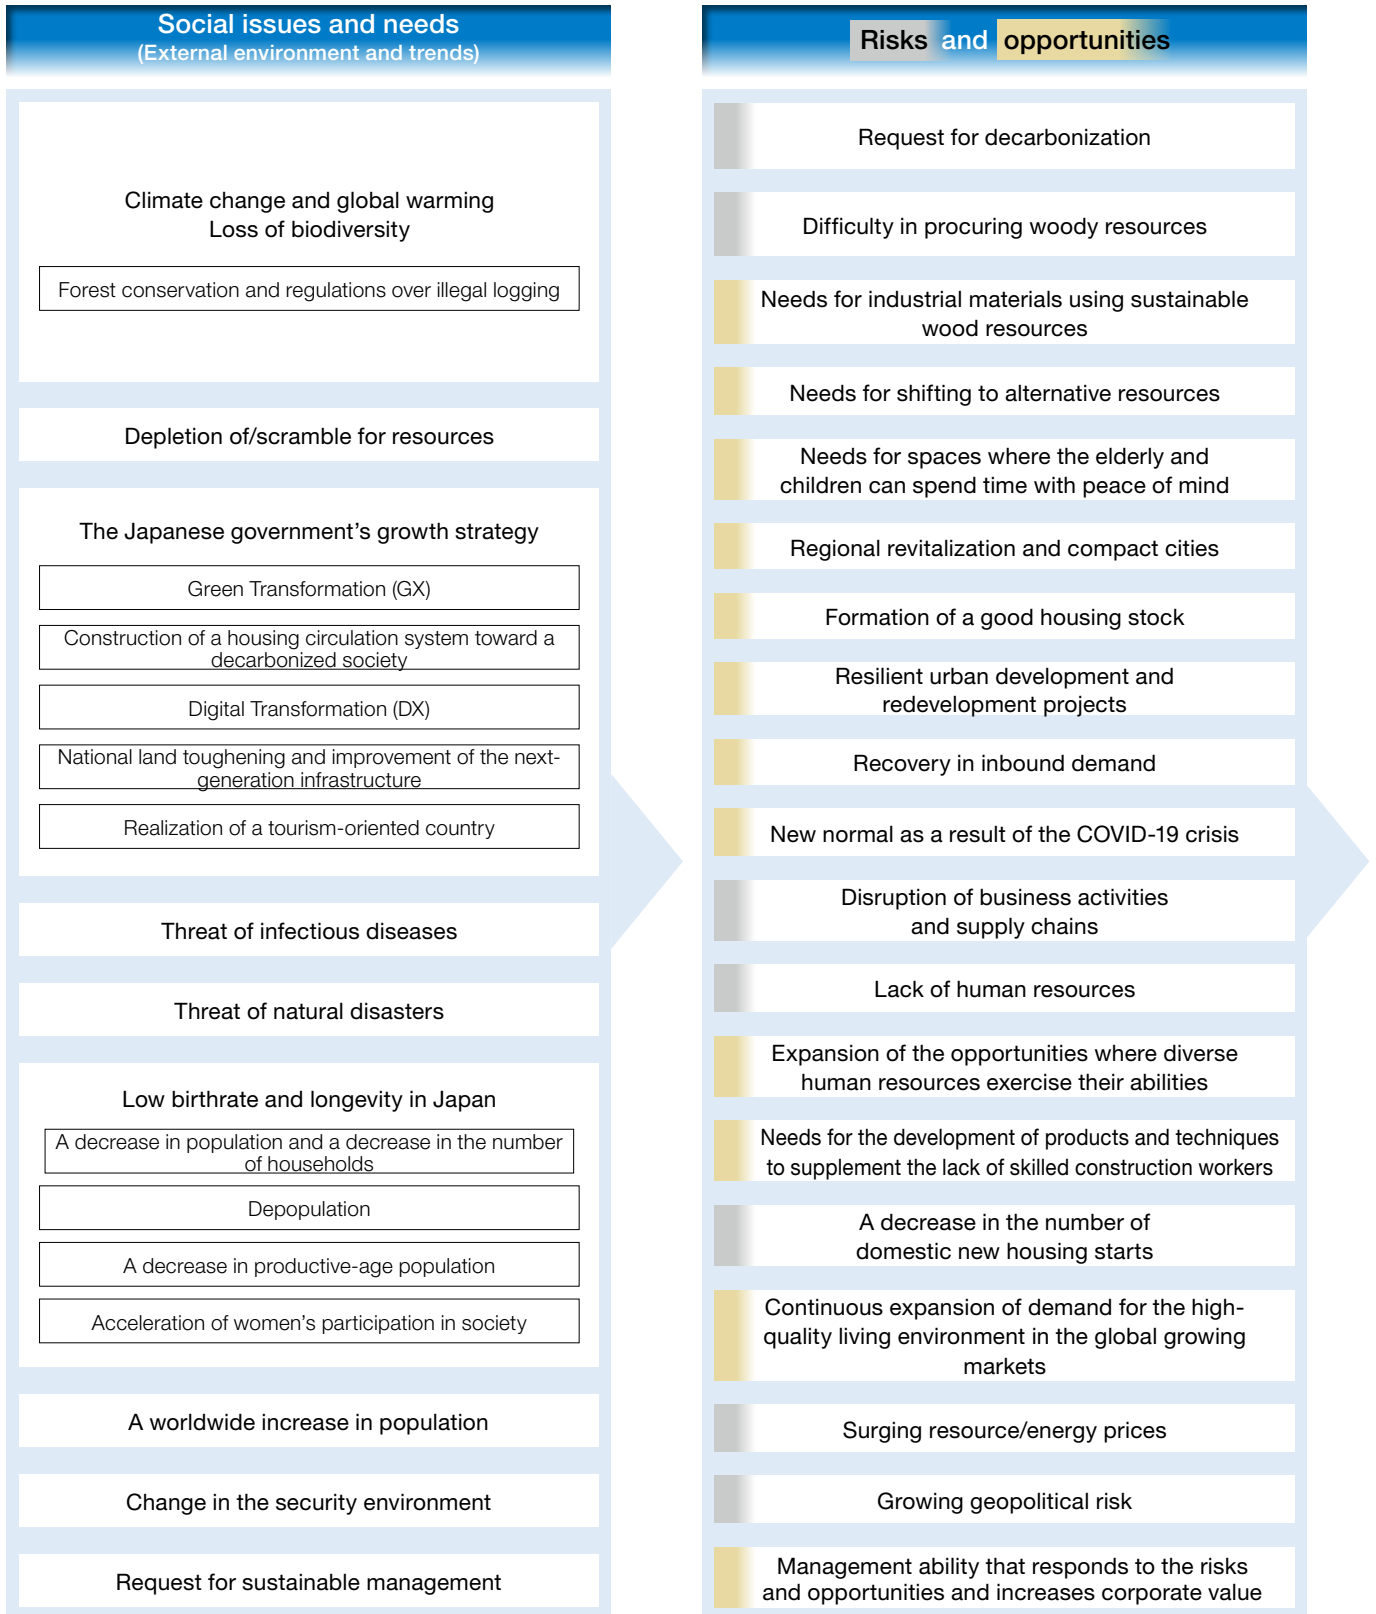 Social issues and needs
(External environment and trends)
Climate change and global warming
Loss of biodiversity
Forest conservation and regulations over illegal logging
Depletion of/scramble for resources
The Japanese government’s growth strategy
Green Transformation (GX)
Construction of a housing circulation system toward a
decarbonized society
Digital Transformation (DX)
National land toughening and improvement of the next-
generation infrastructure
Realization of a tourism-oriented country
Threat of infectious diseases
Threat of natural disasters
Low birthrate and longevity in Japan
A decrease in population and a decrease in the number
of households
Depopulation
A decrease in productive-age population
Acceleration of women’s participation in society
A worldwide increase in population
Change in the security environment
Request for sustainable management
Risks and opportunities
Request for decarbonization
Difficulty in procuring woody resources
Needs for industrial materials using sustainable
wood resources
Needs for shifting to alternative resources
Needs for spaces where the elderly and
children can spend time with peace of mind
Regional revitalization and compact cities
Formation of a good housing stock
Resilient urban development and
redevelopment projects
Recovery in inbound demand
New normal as a result of the COVID-19 crisis
Disruption of business activities
and supply chains
Lack of human resources
Expansion of the opportunities where diverse
human resources exercise their abilities
Needs for the development of products and techniques
to supplement the lack of skilled construction workers
A decrease in the number of
domestic new housing starts
Continuous expansion of demand for the high-
quality living environment in the global growing
markets
Surging resource/energy prices
Growing geopolitical risk
Management ability that responds to the risks
and opportunities and increases corporate value